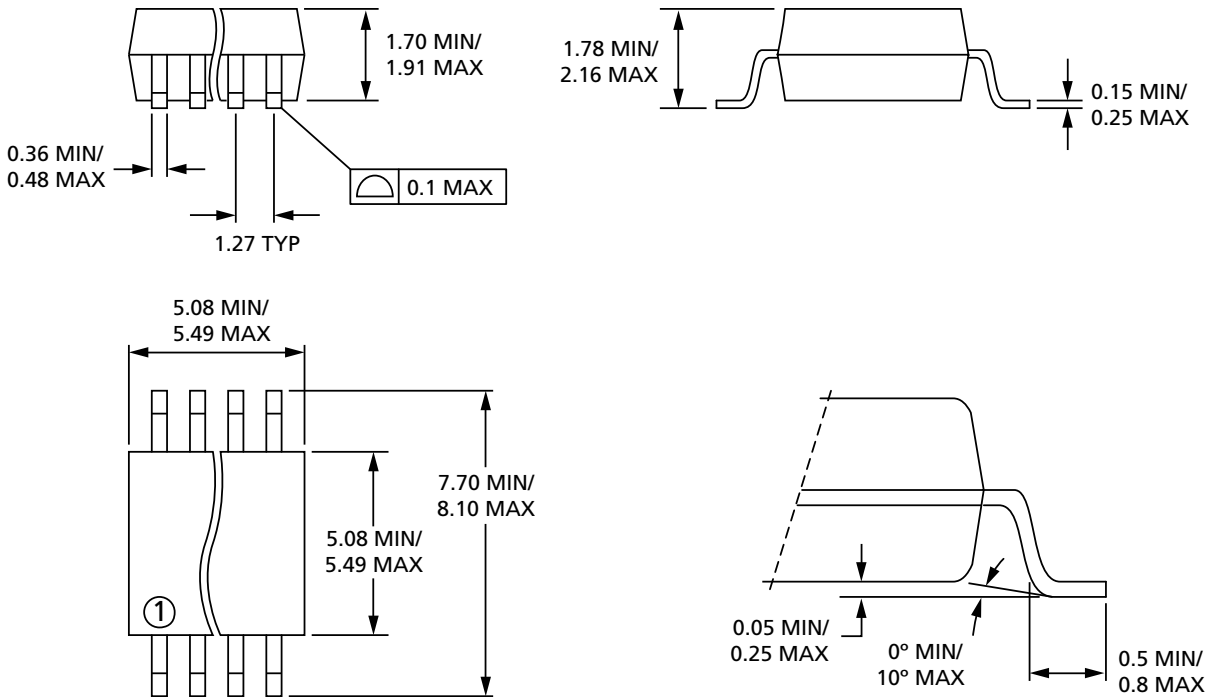 1.70 MIN/
1.91 MAX
1.78 MIN/
2.16 MAX
0.15 MIN/
0.25 MAX
0.36 MIN/
0.48 MAX
0.1 MAX
1.27 TYP
5.08 MIN/
5.49 MAX
7.70 MIN/
8.10 MAX
5.08 MIN/
5.49 MAX
1
0.05 MIN/
0.25 MAX
0º MIN/
10º MAX
0.5 MIN/
0.8 MAX